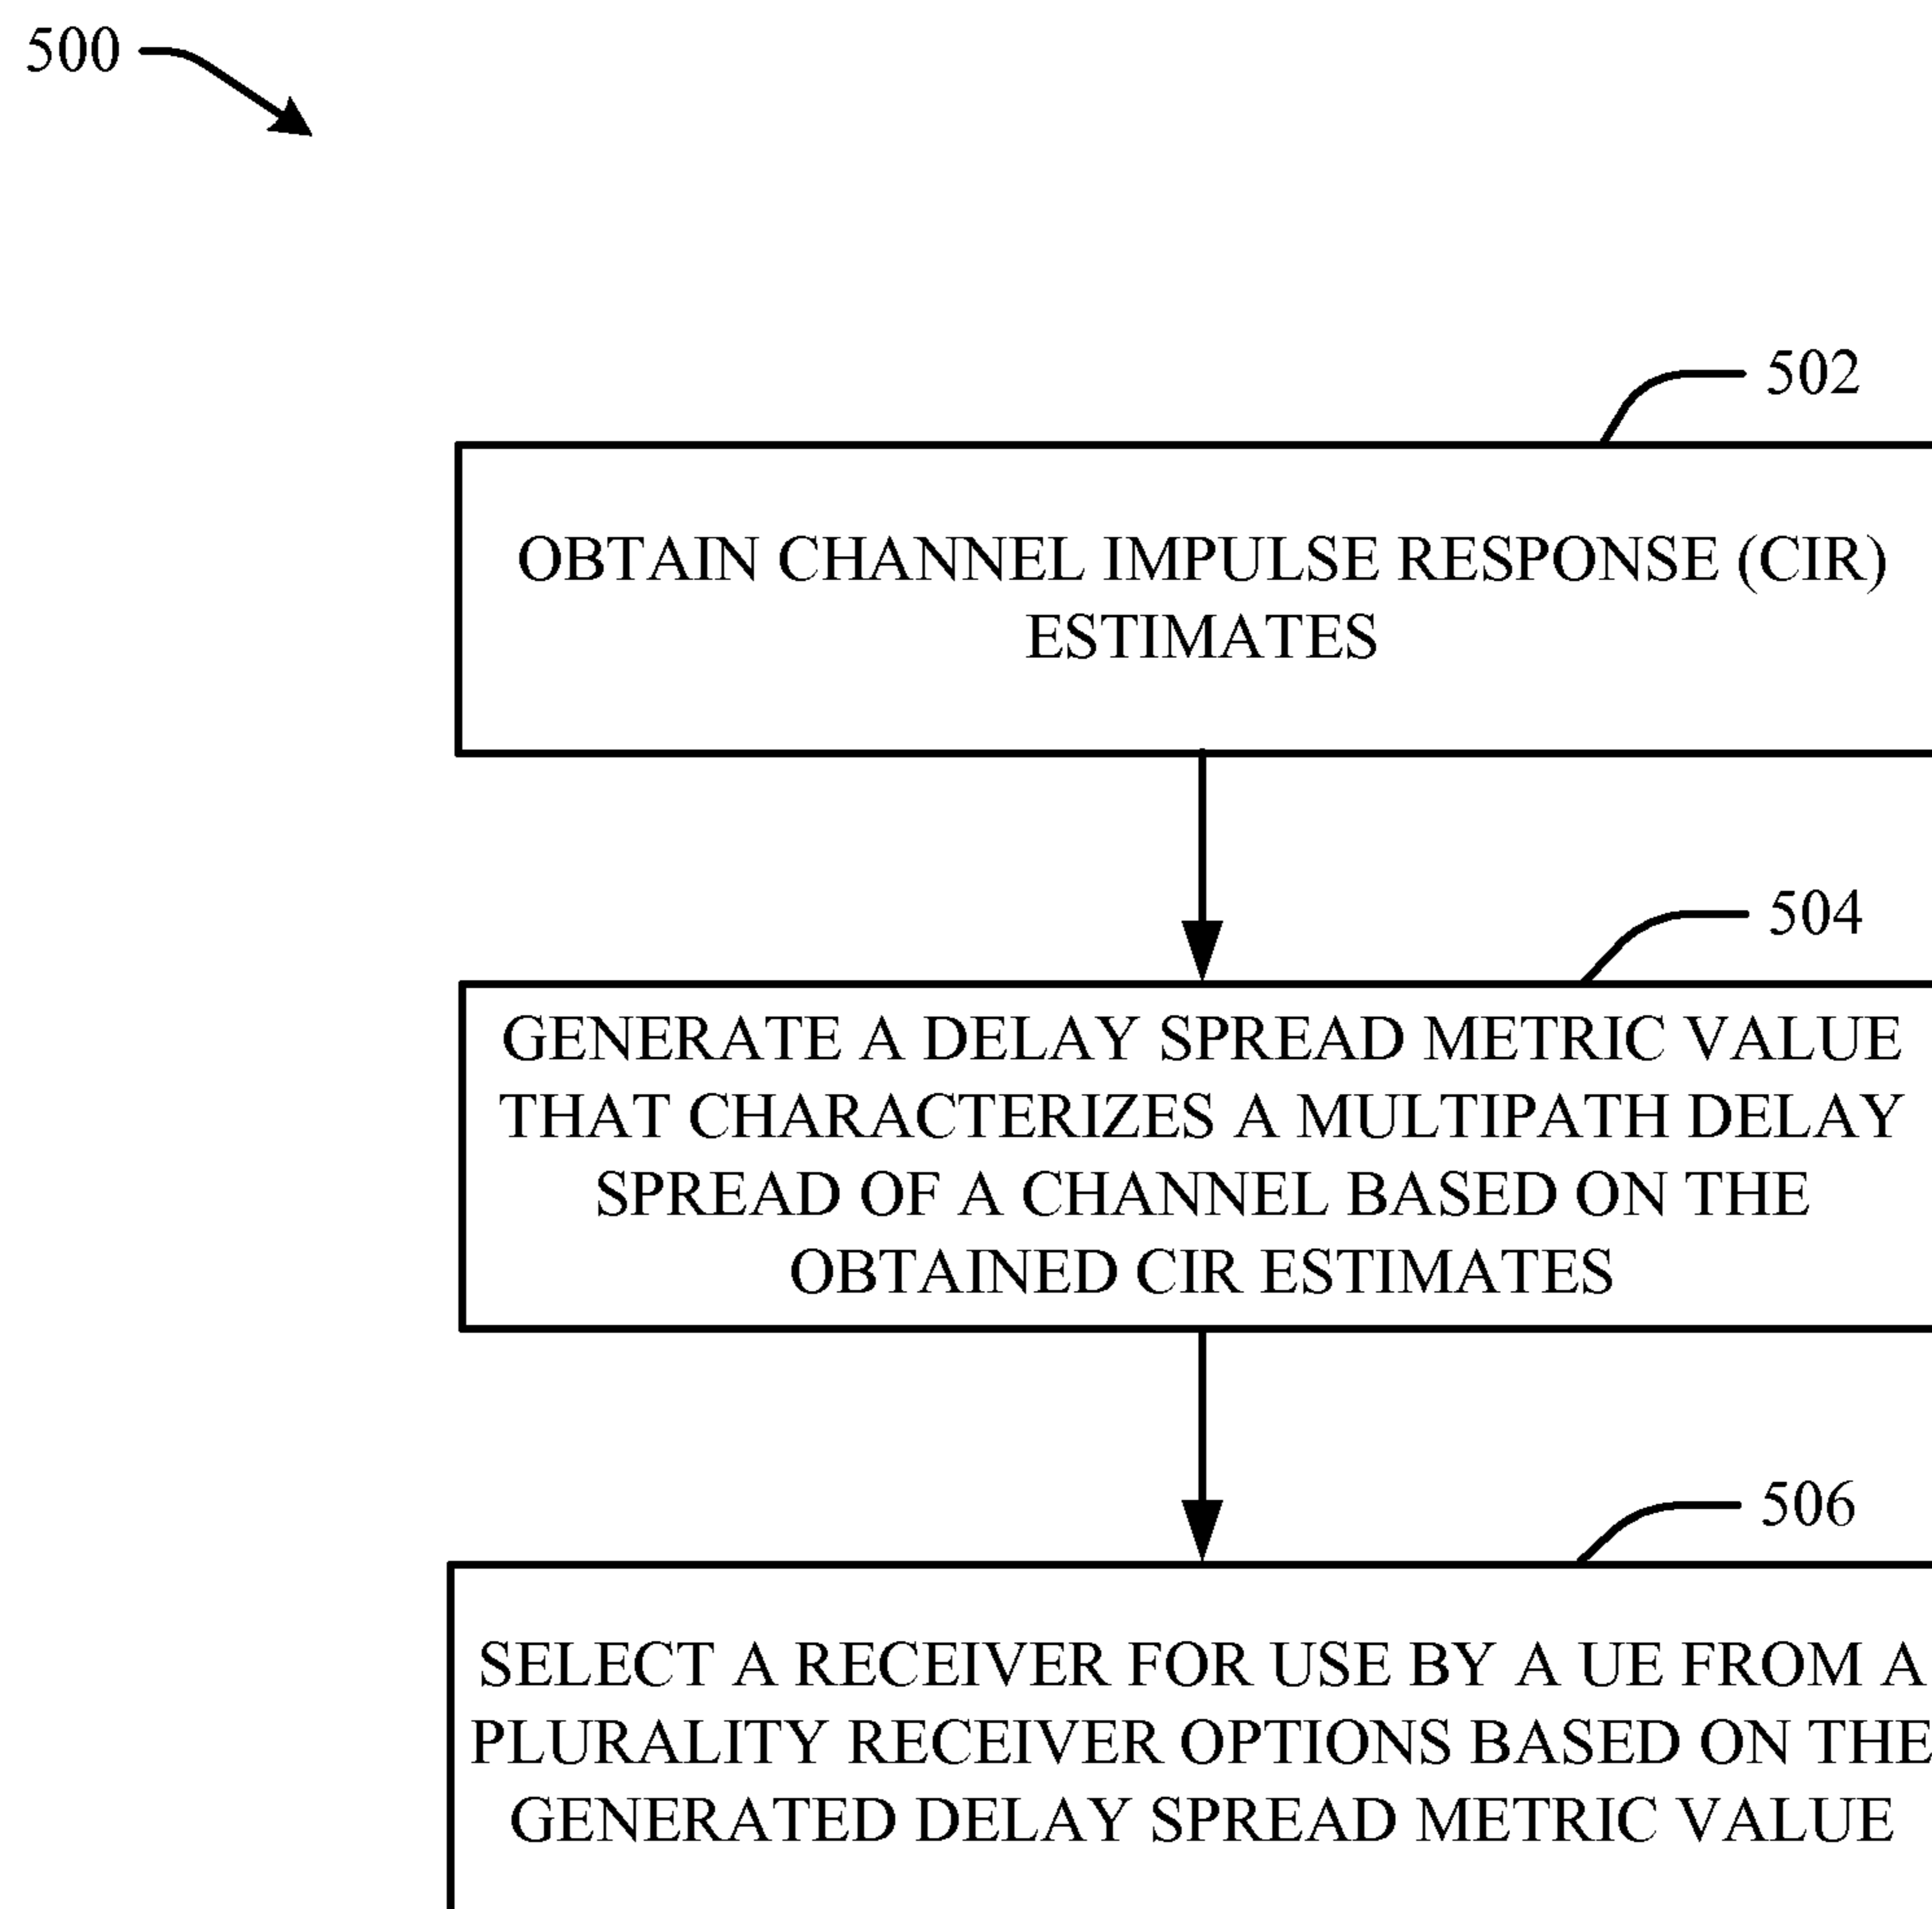 500
502
OBTAIN CHANNEL IMPULSE RESPONSE (CIR)
ESTIMATES
504
GENERATE A DELAY SPREAD METRIC VALUE
THAT CHARACTERIZES A MULTIPATH DELAY
SPREAD OF A CHANNEL BASED ON THE
OBTAINED CIR ESTIMATES
506
SELECT A RECEIVER FOR USE BY A UE FROM A
PLURALITY RECEIVER OPTIONS BASED ON THE
GENERATED DELAY SPREAD METRIC VALUE